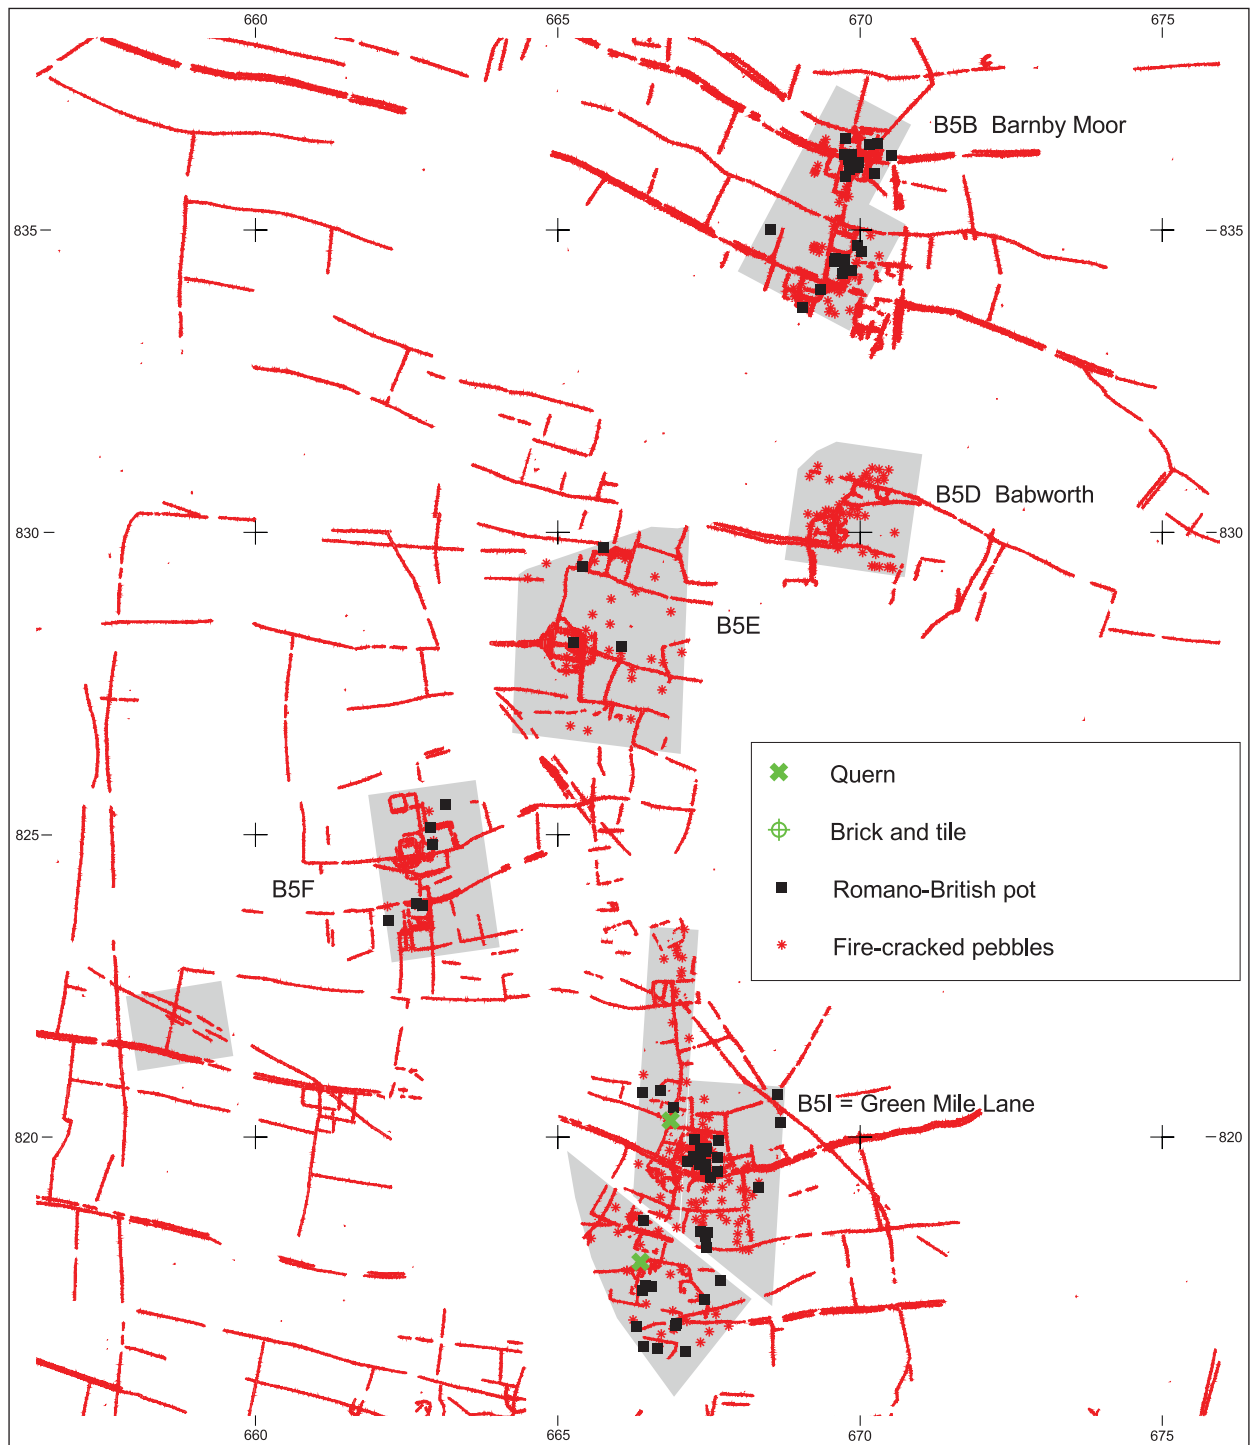 660 665 670 675
B5B Barnby Moor
835 835
B5D Babworth
830 830
B5E
Quern
Brick and tile
825
B5F
Romano-British pot
Fire-cracked pebbles
B5I = Green Mile Lane
820 820
660 665 670 675